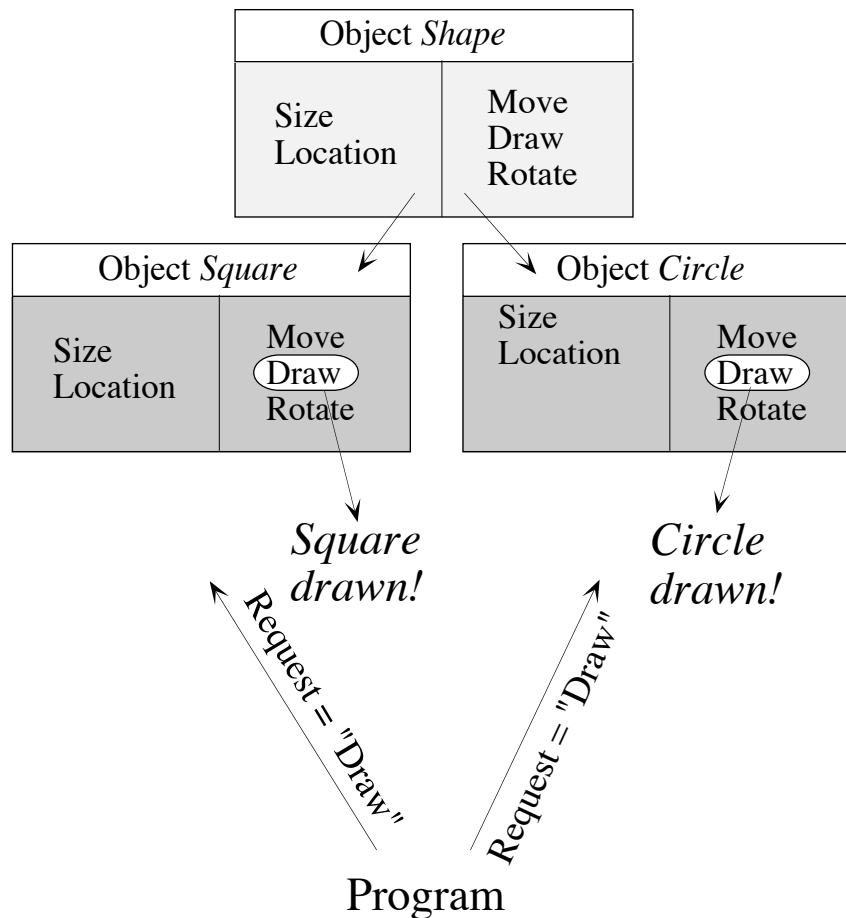 Object Shape
Size
Location
Move
Draw
Rotate
Object Square
Size
Location
Move
Draw
Rotate
Object Circle
Size
Location
Move
Draw
Rotate
Square
drawn!
Circle
drawn!
Request = "Draw"
Request = "Draw"
Program